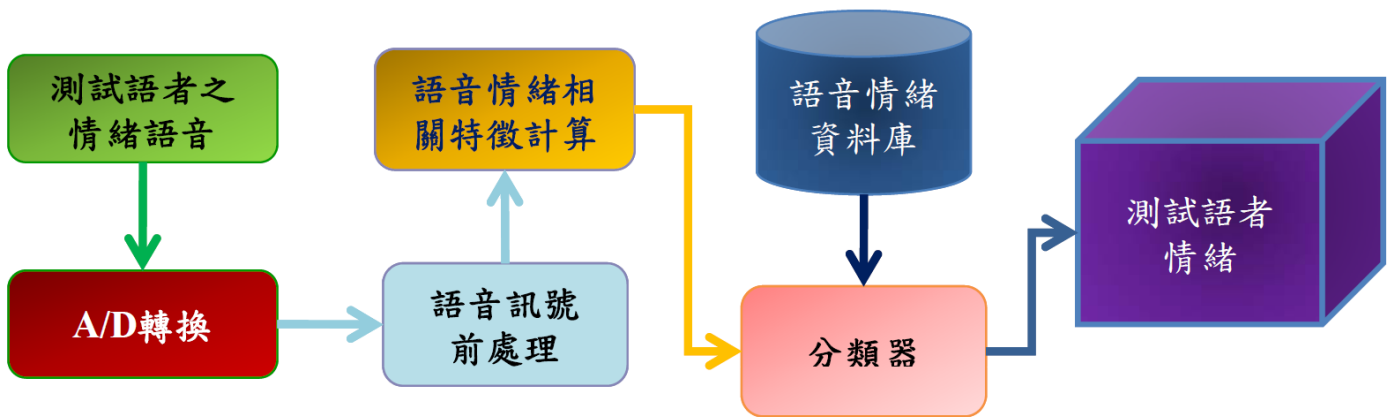 測試語者之
情緒語音
A/D轉換
語音訊號
前處理
語音情緒相
關特徵計算
語音情緒
資料庫
分類器
測試語者
情緒